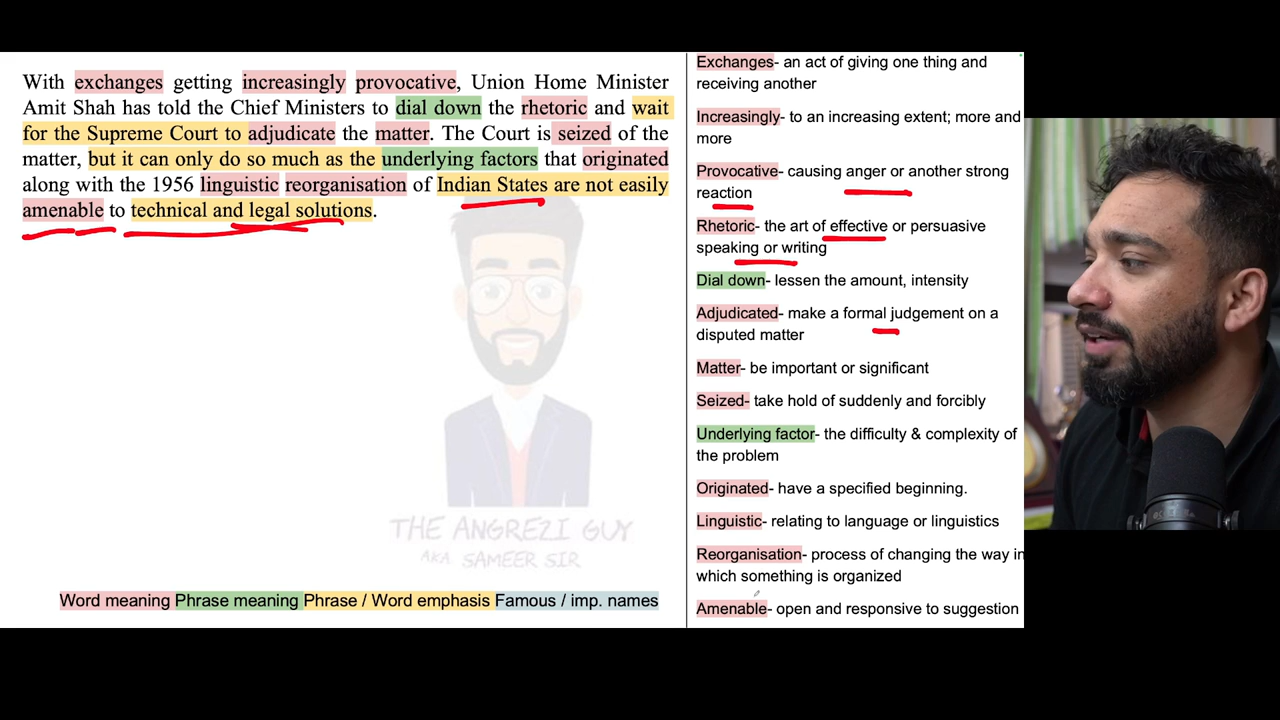 With exchanges getting increasingly provocative, Union Home Minister
Amit Shah has told the Chief Ministers to dial down the rhetoric and wait
for the Supreme Court to adjudicate the matter. The Court is seized of the
matter, but it can only do so much as the underlying factors that originated
along with the 1956 linguistic reorganisation of Indian States are not easily
amenable to technical and legal solutions.
THE ANGREZI GUY
AKA SAMEER SIR
Word meaning Phrase meaning Phrase / Word emphasis Famous / imp. names
Exchanges- an act of giving one thing and
receiving another
Increasingly- to an increasing extent; more and
more
Provocative- causing anger or another strong
reaction
Rhetoric- the art of effective or persuasive
speaking or writing
Dial down- lessen the amount, intensity
Adjudicated- make a formal judgement on a
disputed matter
Matter- be important or significant
Seized- take hold of suddenly and forcibly
Underlying factor- the difficulty & complexity of
the problem
Originated- have a specified beginning.
Linguistic- relating to language or linguistics
Reorganisation- process of changing the way in
which something is organized
Amenable- open and responsive to suggestion